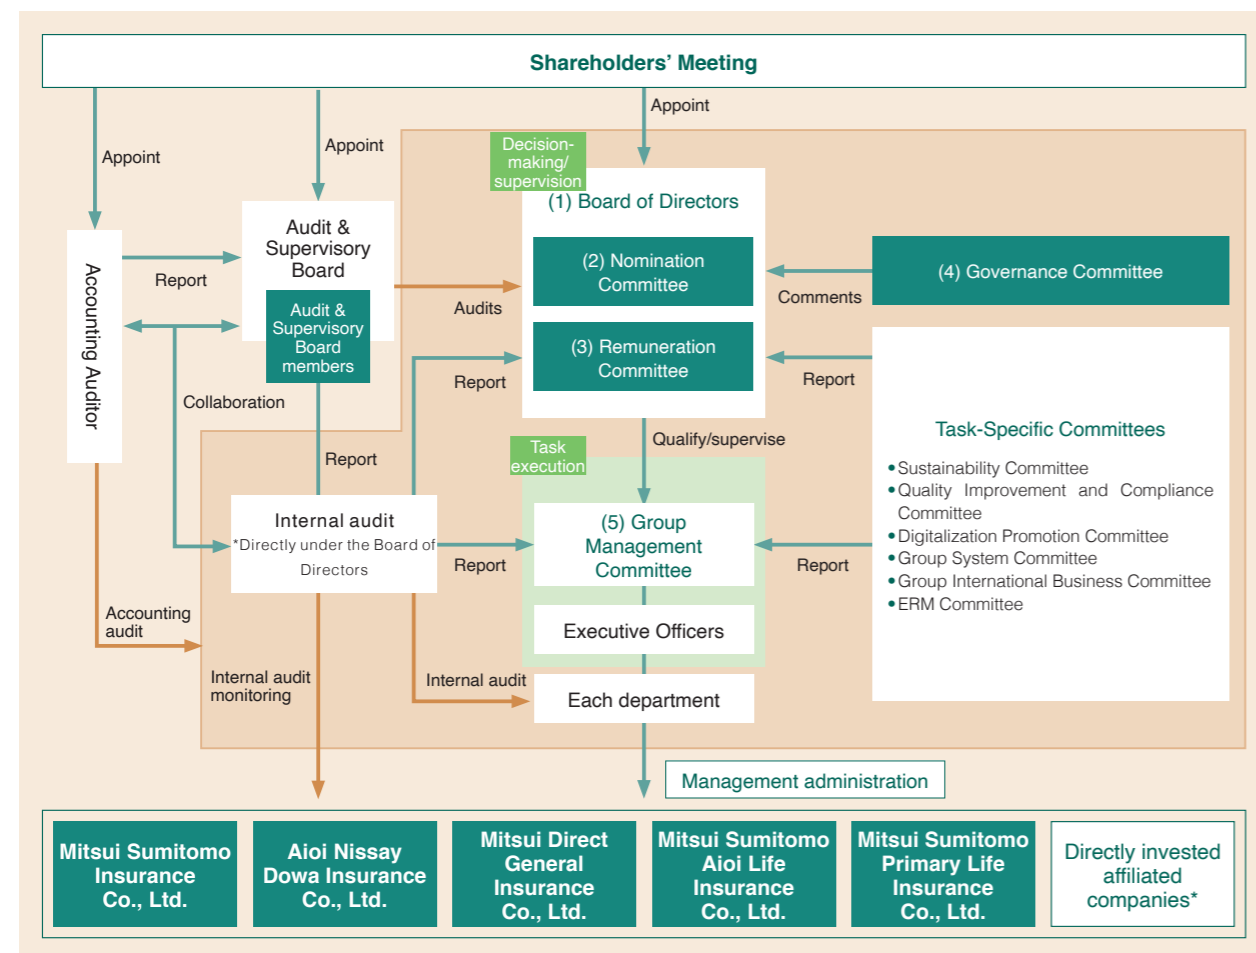 Shareholders’ Meeting
Appoint
Appoint
Appoint
Decision-
making/
supervision
(1) Board of Directors
Audit &
Supervisory
Board
Accounting Auditor
Report
(2) Nomination
Committee
(4) Governance Committee
Comments
Audits
Audit &
Supervisory
Board
members
(3) Remuneration
Committee
Report
Report
Collaboration
Task-Specific Committees
•Sustainability Committee
•Quality Improvement and Compliance
Committee
•Digitalization Promotion Committee
•Group System Committee
•Group International Business Committee
•ERM Committee
Qualify/supervise
Task
execution
Report
Internal audit
*Directly under the Board of
Directors
(5) Group
Management
Committee
Report
Report
Accounting
audit
Executive Officers
Internal audit
monitoring
Internal audit
Each department
Management administration
Mitsui Sumitomo
Insurance
Co., Ltd.
Aioi Nissay
Dowa Insurance
Co., Ltd.
Mitsui Direct
General
Insurance
Co., Ltd.
Mitsui Sumitomo
Aioi Life
Insurance
Co., Ltd.
Mitsui Sumitomo
Primary Life
Insurance
Co., Ltd.
Directly invested
affiliated
companies*